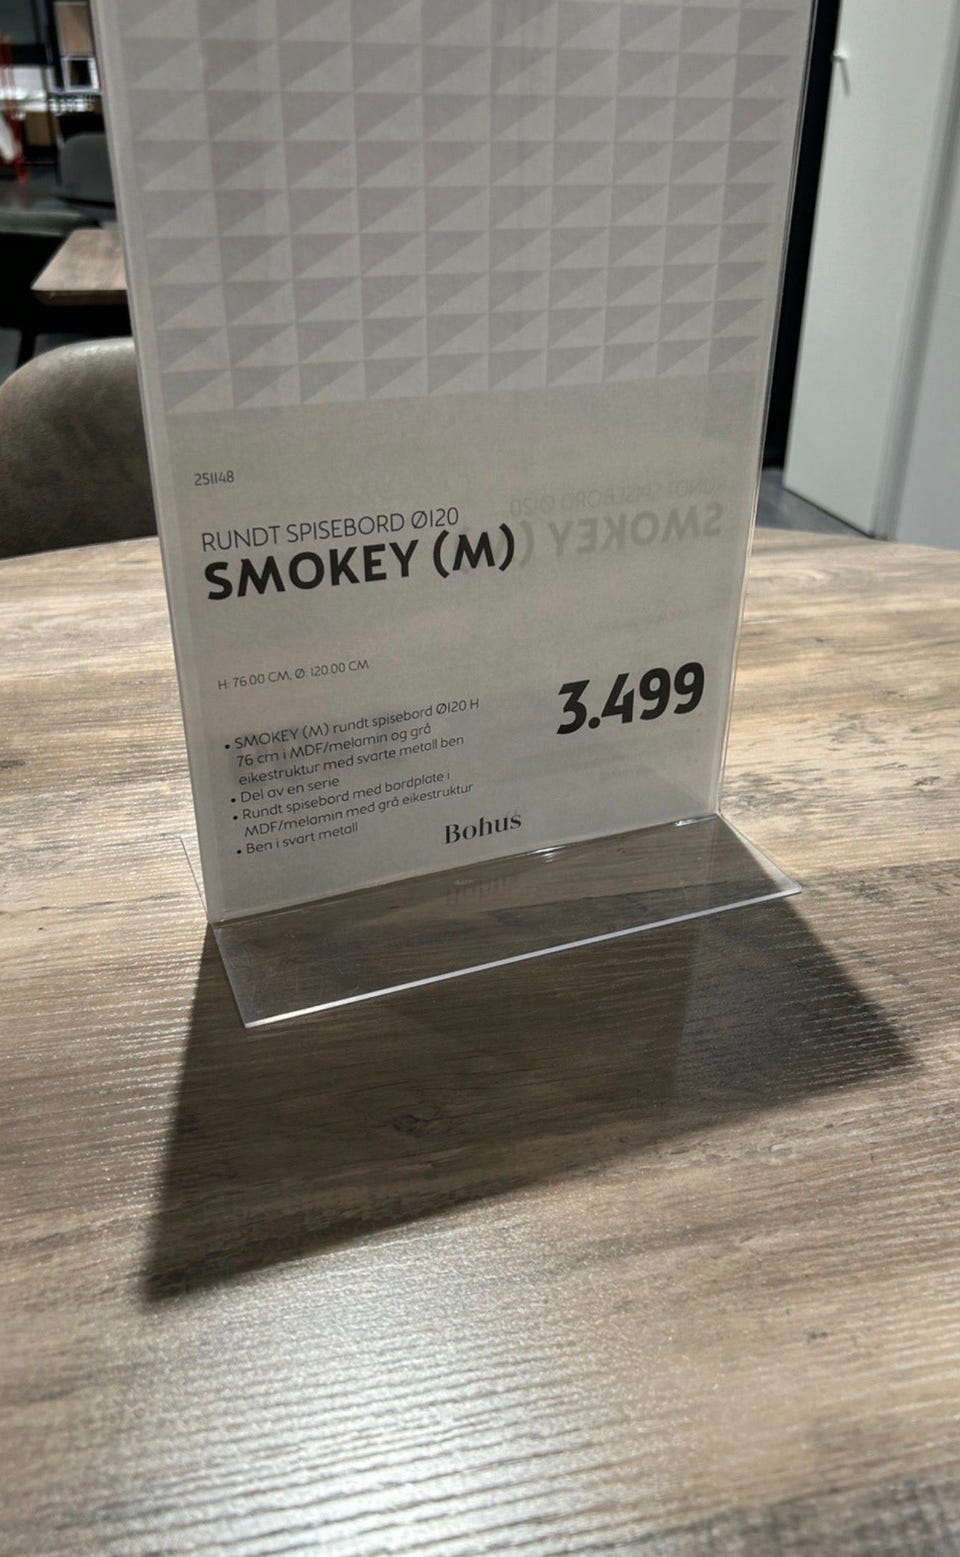 251148
RUNDT SPISEBORD Ø120
SMOKEY (M)
H: 76.00 CM, Ø: 120.00 CM
3.499
• SMOKEY (M) rundt spisebord Ø120 H
76 cm i MDF/melamin og grå
eikestruktur med svarte metall ben
• Del av en serie
• Rundt spisebord med bordplate i
MDF/melamin med grå eikestruktur
• Ben i svart metall
Bohus